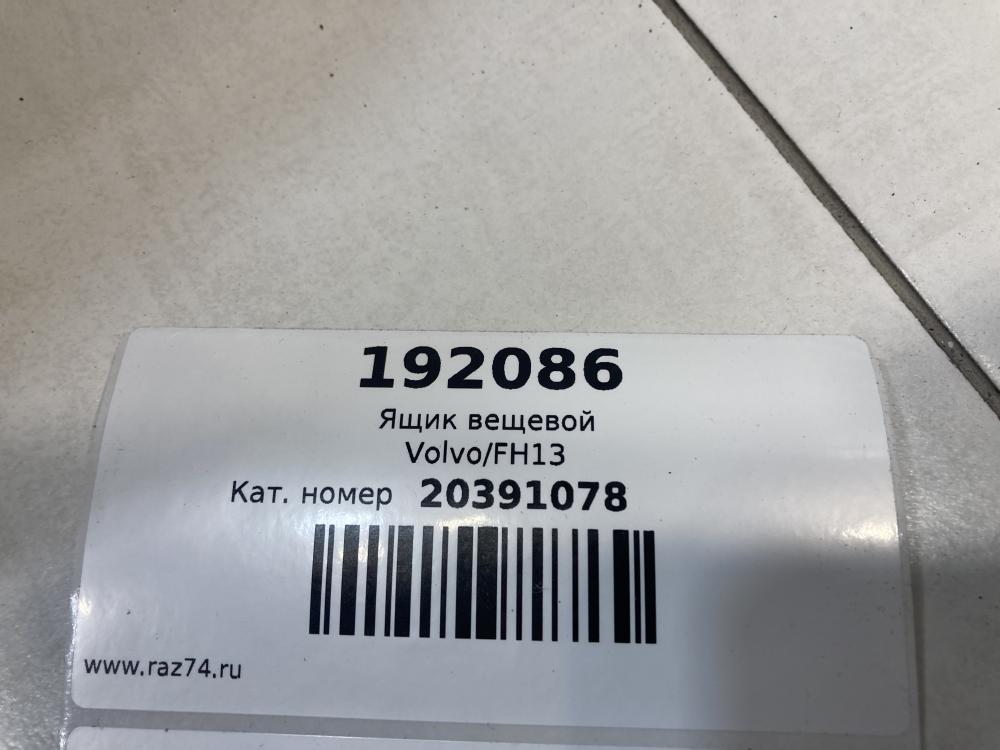 192086
Ящик вещевой
Volvo/FH13
Кат. номер 20391078
www.raz74.ru